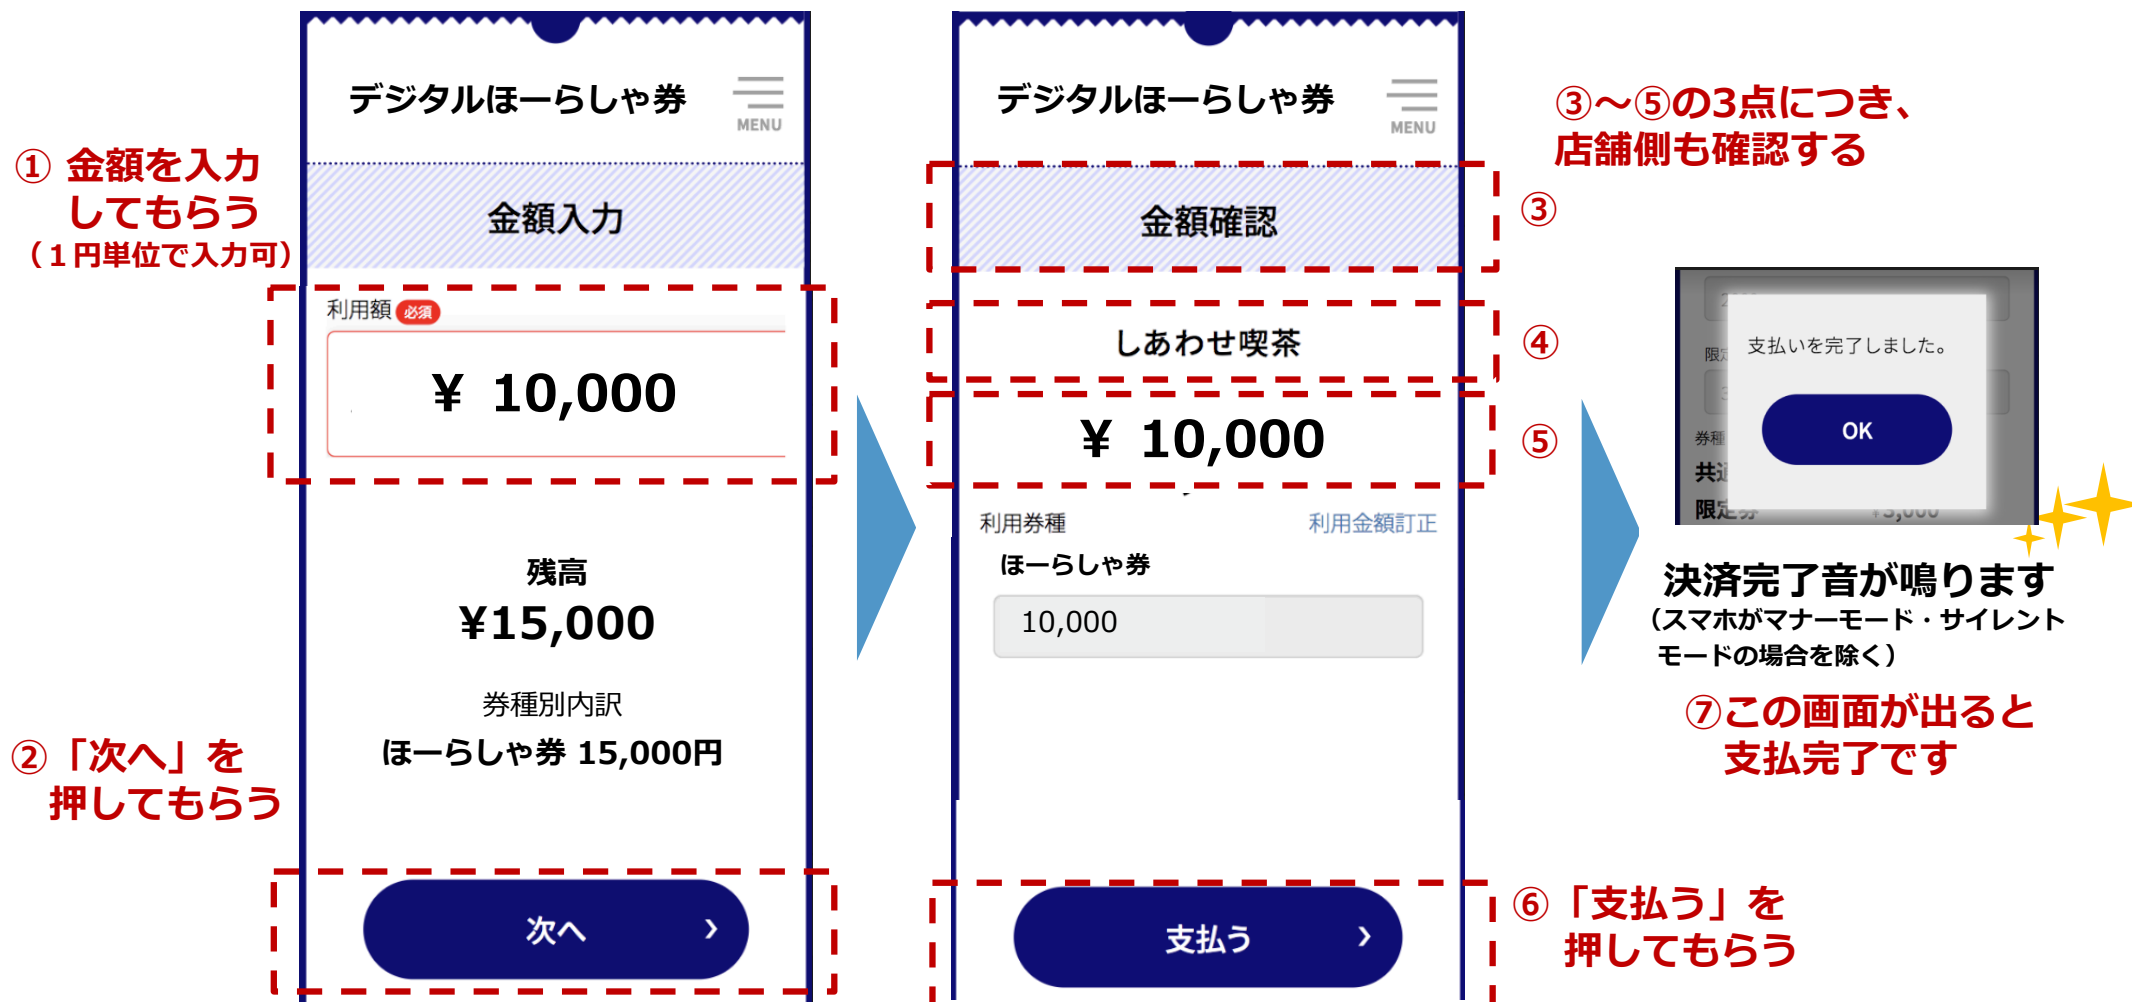 ① 金額を入力
してもらう
（１円単位で入力可）
②「次へ」を
押してもらう
デジタルほーらしゃ券
MENU
金額入力
利用額 必須
¥ 10,000
残高
¥15,000
券種別内訳
ほーらしゃ券 15,000円
次へ
デジタルほーらしゃ券
MENU
金額確認
しあわせ喫茶
¥ 10,000
利用券種 利用金額訂正
ほーらしゃ券
10,000
支払う
③～⑤の3点につき、
店舗側も確認する
③
④
⑤
⑥「支払う」を
押してもらう
支払いを完了しました。
OK
券種
限定券 ¥5,000
決済完了音が鳴ります
（スマホがマナーモード・サイレント
モードの場合を除く）
⑦この画面が出ると
支払完了です